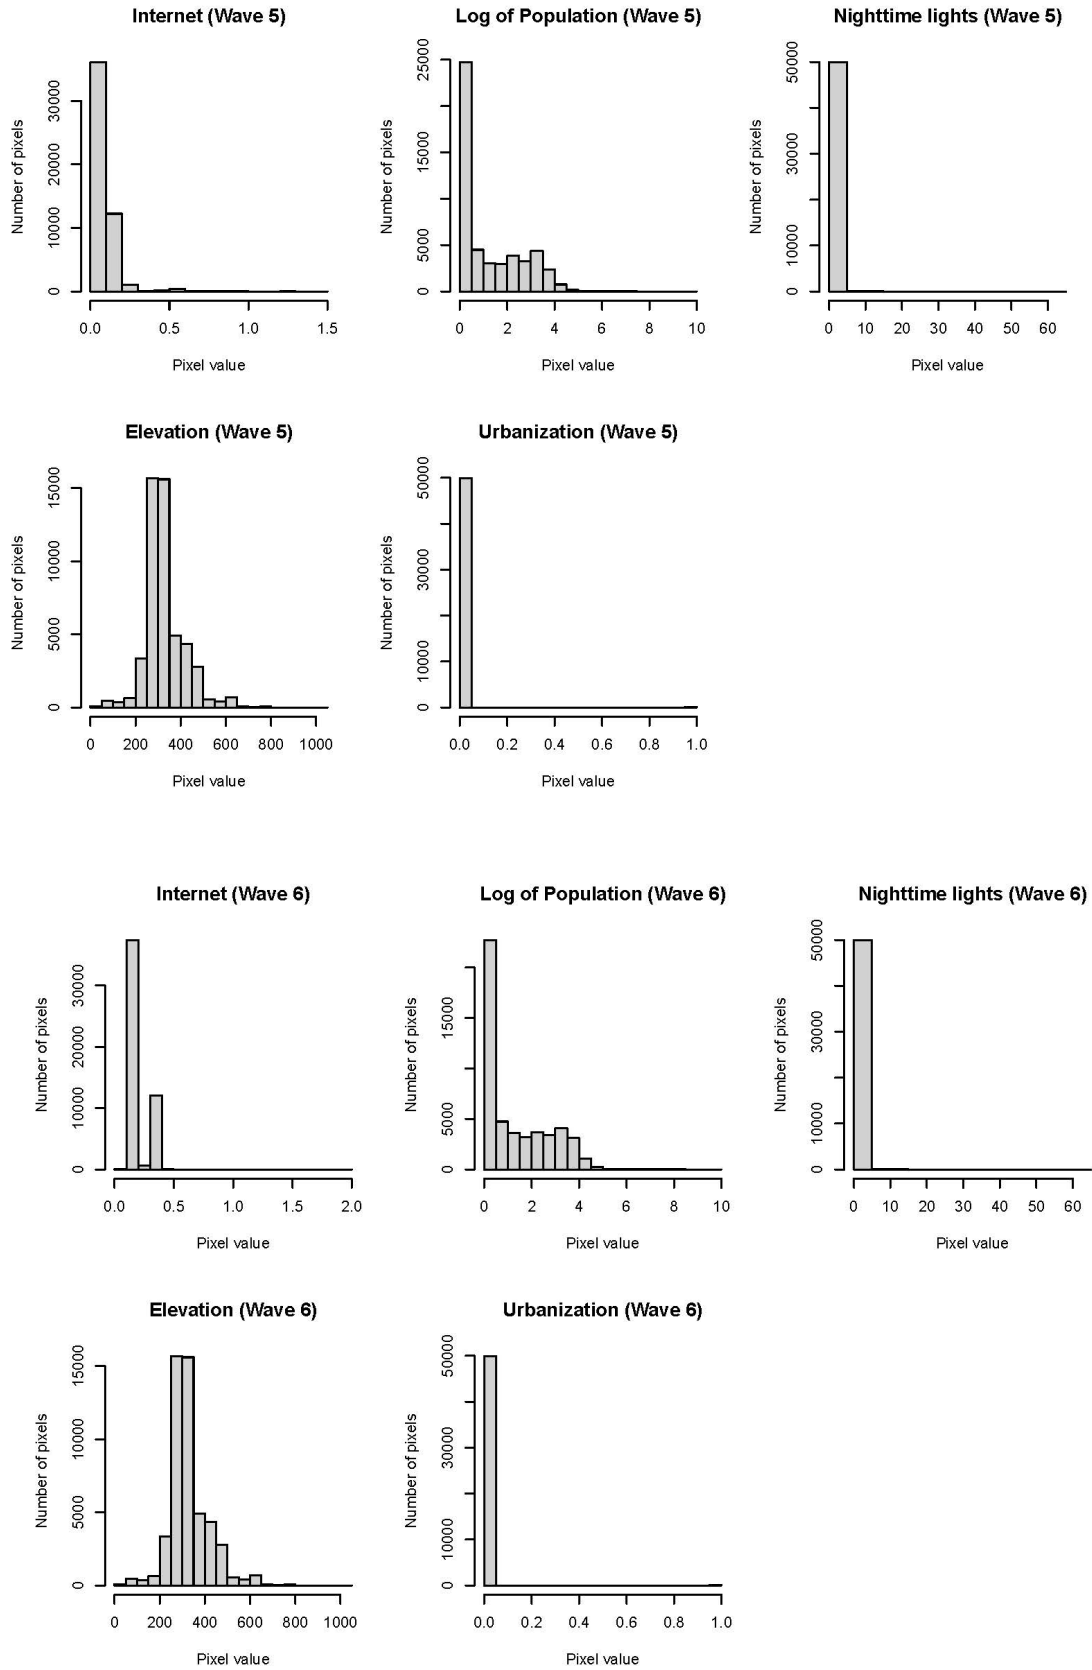 Internet (Wave 5)
Number of pixels
0 10000 20000 30000
0.0 0.5 1.0 1.5
Pixel value
Log of Population (Wave 5)
Number of pixels
0 5000 15000 25000
0 2 4 6 8 10
Pixel value
Nighttime lights (Wave 5)
Number of pixels
0 10000 30000 50000
0 10 20 30 40 50 60
Pixel value
Elevation (Wave 5)
Number of pixels
0 5000 10000 15000
0 200 400 600 800 1000
Pixel value
Urbanization (Wave 5)
Number of pixels
0 10000 30000 50000
0.0 0.2 0.4 0.6 0.8 1.0
Pixel value
Internet (Wave 6)
Number of pixels
0 10000 20000 30000
0.0 0.5 1.0 1.5 2.0
Pixel value
Log of Population (Wave 6)
Number of pixels
0 5000 15000
0 2 4 6 8 10
Pixel value
Nighttime lights (Wave 6)
Number of pixels
0 10000 30000 50000
0 10 20 30 40 50 60
Pixel value
Elevation (Wave 6)
Number of pixels
0 5000 10000 15000
0 200 400 600 800 1000
Pixel value
Urbanization (Wave 6)
Number of pixels
0 10000 30000 50000
0.0 0.2 0.4 0.6 0.8 1.0
Pixel value